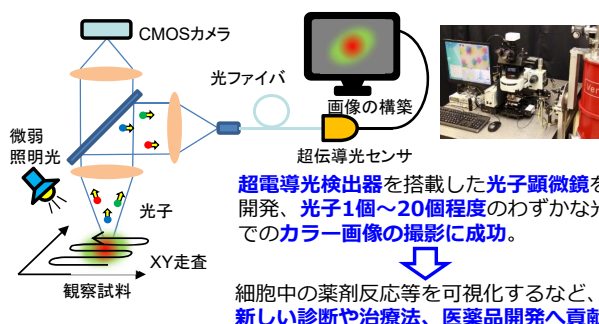 CMOSカメラ
光ファイバ
画像の構築
微弱
照明光
超伝導光センサ
光子
XY走査
観察試料
超電導光検出器を搭載した光子顕微鏡を
開発、光子1個～20個程度のわずかな光
でのカラー画像の撮影に成功。
細胞中の薬剤反応等を可視化するなど、
新しい診断や治療法、医薬品開発へ貢献